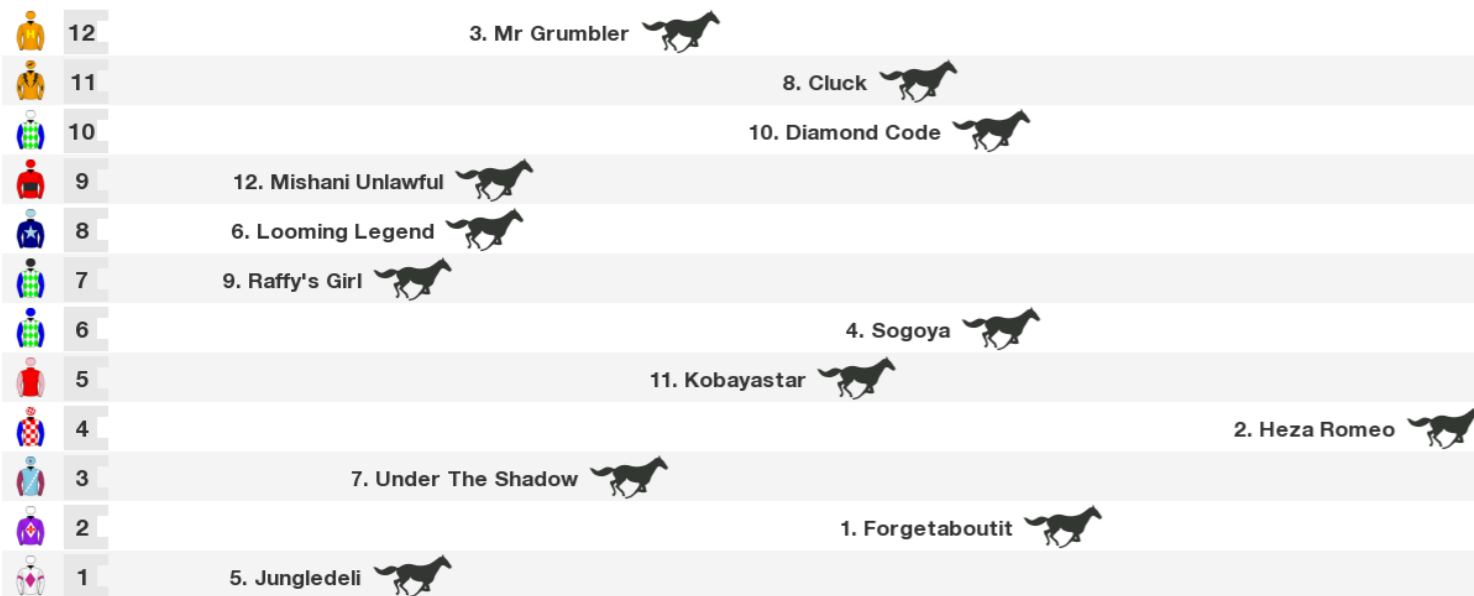 12 3. Mr Grumbler
11 8. Cluck
10 10. Diamond Code
9 12. Mishani Unlawful
8 6. Looming Legend
7 9. Raffy's Girl
6 4. Sogoya
5 11. Kobayastar
4 2. Heza Romeo
3 7. Under The Shadow
2 1. Forgetaboutit
1 5. Jungledeli